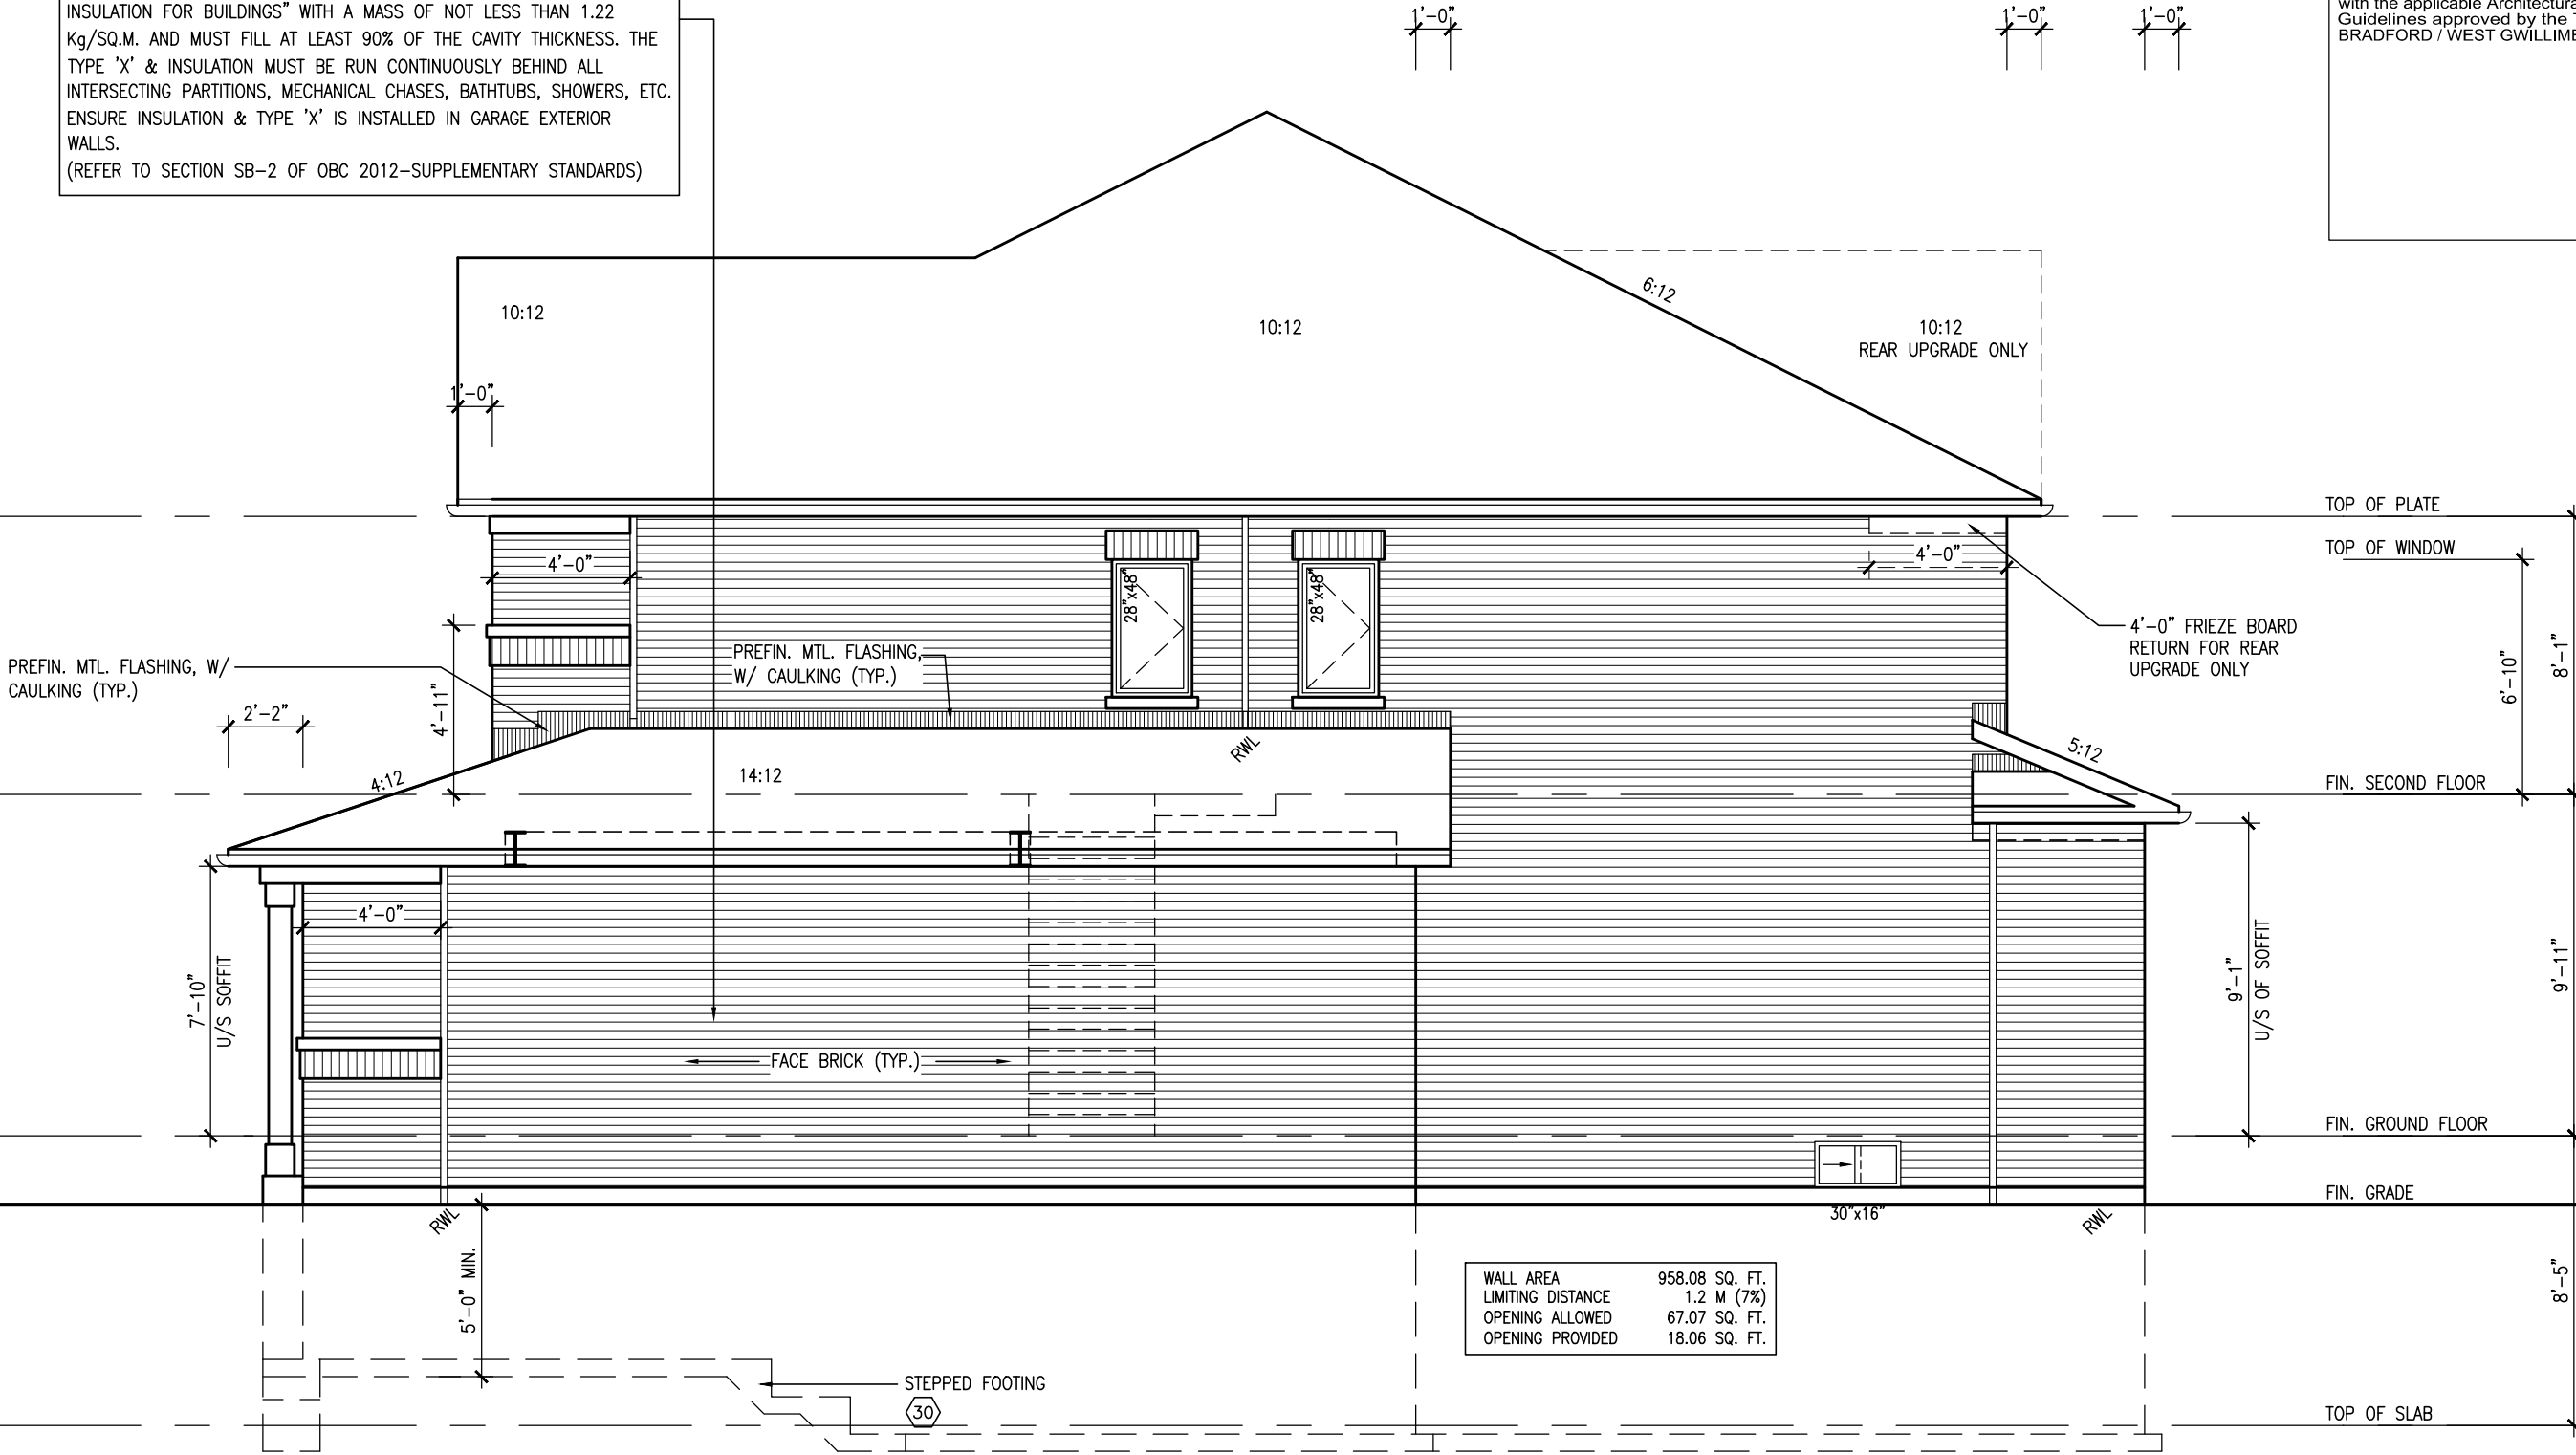 INSULATION FOR BUILDINGS" WITH A MASS OF NOT LESS THAN 1.22
Kg/SQ.M. AND MUST FILL AT LEAST 90% OF THE CAVITY THICKNESS. THE
TYPE 'X' & INSULATION MUST BE RUN CONTINUOUSLY BEHIND ALL
INTERSECTING PARTITIONS, MECHANICAL CHASES, BATHTUBS, SHOWERS, ETC.
ENSURE INSULATION & TYPE 'X' IS INSTALLED IN GARAGE EXTERIOR
WALLS.
(REFER TO SECTION SB-2 OF OBC 2012-SUPPLEMENTARY STANDARDS)
1'-0"
1'-0"
1'-0"
with the applicable Architectura
Guidelines approved by the T
BRADFORD / WEST GWILLIMB
10:12
10:12
6:12
10:12
REAR UPGRADE ONLY
1'-0"
TOP OF PLATE
TOP OF WINDOW
4'-0"
28"x48"
28"x48"
4'-0"
4'-0" FRIEZE BOARD
RETURN FOR REAR
UPGRADE ONLY
6'-10"
8'-1"
PREFIN. MTL. FLASHING, W/
CAULKING (TYP.)
PREFIN. MTL. FLASHING,
W/ CAULKING (TYP.)
2'-2"
4'-11"
RWL
5:12
4:12
14:12
FIN. SECOND FLOOR
4'-0"
7'-10"
U/S SOFFIT
9'-1"
U/S OF SOFFIT
9'-11"
FACE BRICK (TYP.)
FIN. GROUND FLOOR
FIN. GRADE
RWL
30"x16"
RWL
5'-0" MIN.
WALL AREA 958.08 SQ. FT.
LIMITING DISTANCE 1.2 M (7%)
OPENING ALLOWED 67.07 SQ. FT.
OPENING PROVIDED 18.06 SQ. FT.
8'-5"
STEPPED FOOTING
30
TOP OF SLAB